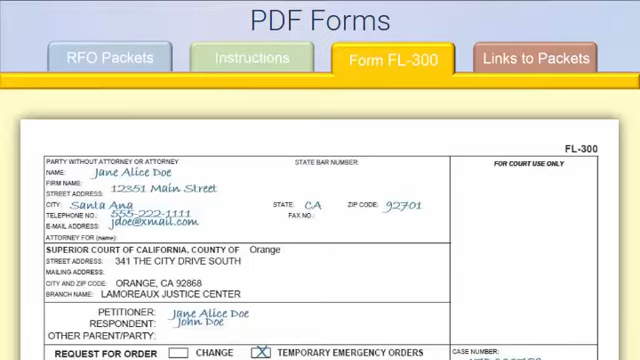 PDF Forms
RFO Packets Instructions Form FL-300 Links to Packets
FL-300
PARTY WITHOUT ATTORNEY OR ATTORNEY STATE BAR NUMBER: FOR COURT USE ONLY
NAME: Jane Alice Doe
FIRM NAME:
STREET ADDRESS: 12351 Main Street
CITY: Santa Ana STATE: CA ZIP CODE: 92701
TELEPHONE NO.: 555-222-1111 FAX NO.:
E-MAIL ADDRESS: jdoe@xmail.com
ATTORNEY FOR (name):
SUPERIOR COURT OF CALIFORNIA, COUNTY OF Orange
STREET ADDRESS: 341 THE CITY DRIVE SOUTH
MAILING ADDRESS:
CITY AND ZIP CODE: ORANGE, CA 92868
BRANCH NAME: LAMOREAUX JUSTICE CENTER
PETITIONER: Jane Alice Doe
RESPONDENT: John Doe
OTHER PARENT/PARTY:
REQUEST FOR ORDER CHANGE X TEMPORARY EMERGENCY ORDERS CASE NUMBER: